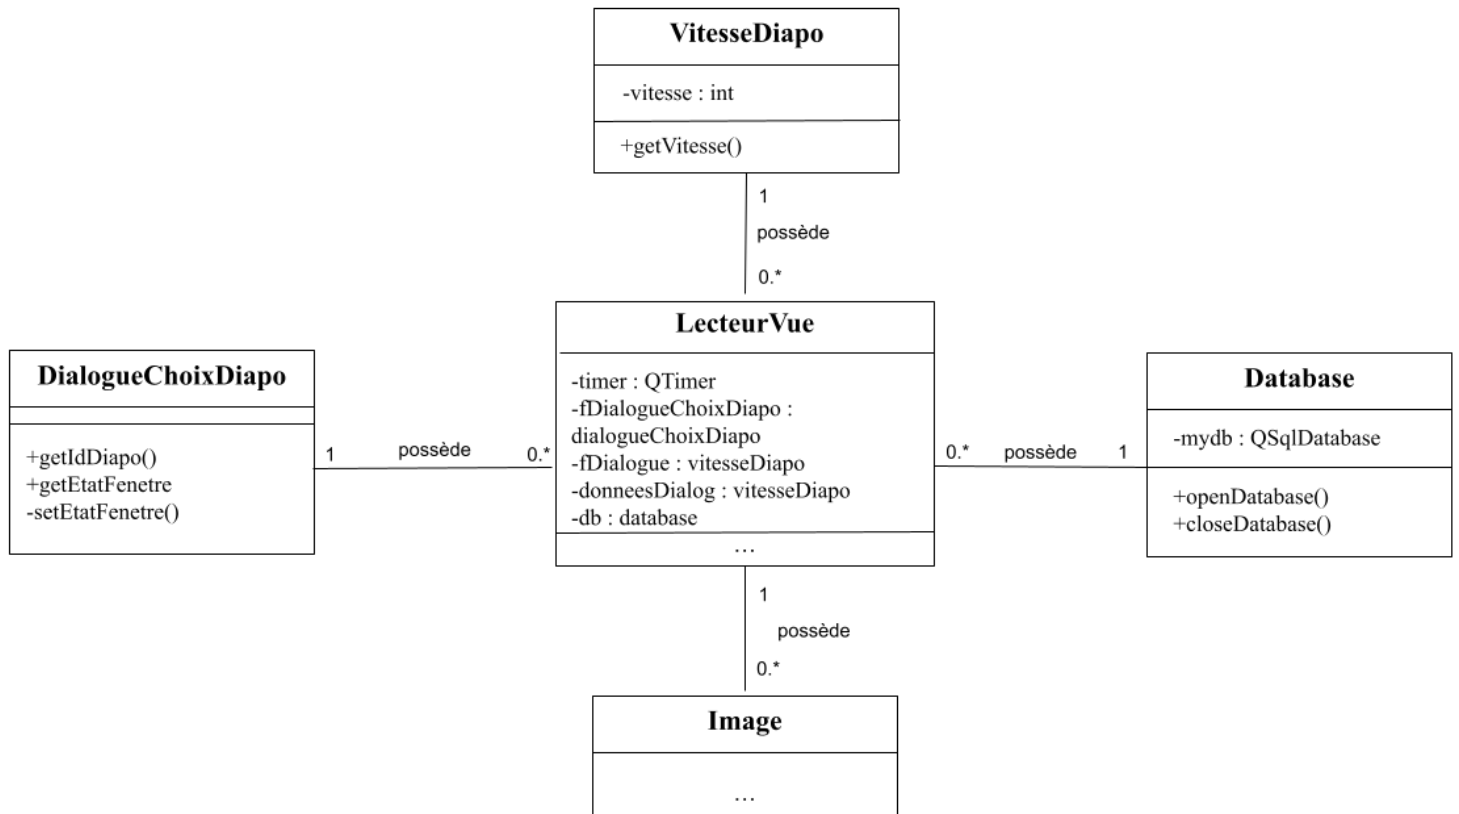 VitesseDiapo
-vitesse : int
+getVitesse()
1
possède
0.*
LecteurVue
-timer : QTimer
-fDialogueChoixDiapo :
dialogueChoixDiapo
-fDialogue : vitesseDiapo
-donneesDialog : vitesseDiapo
-db : database
...
DialogueChoixDiapo
+getIdDiapo()
+getEtatFenetre
-setEtatFenetre()
1
possède
0.*
0.*
possède
1
Database
-mydb : QSqlDatabase
+openDatabase()
+closeDatabase()
1
possède
0.*
Image
...